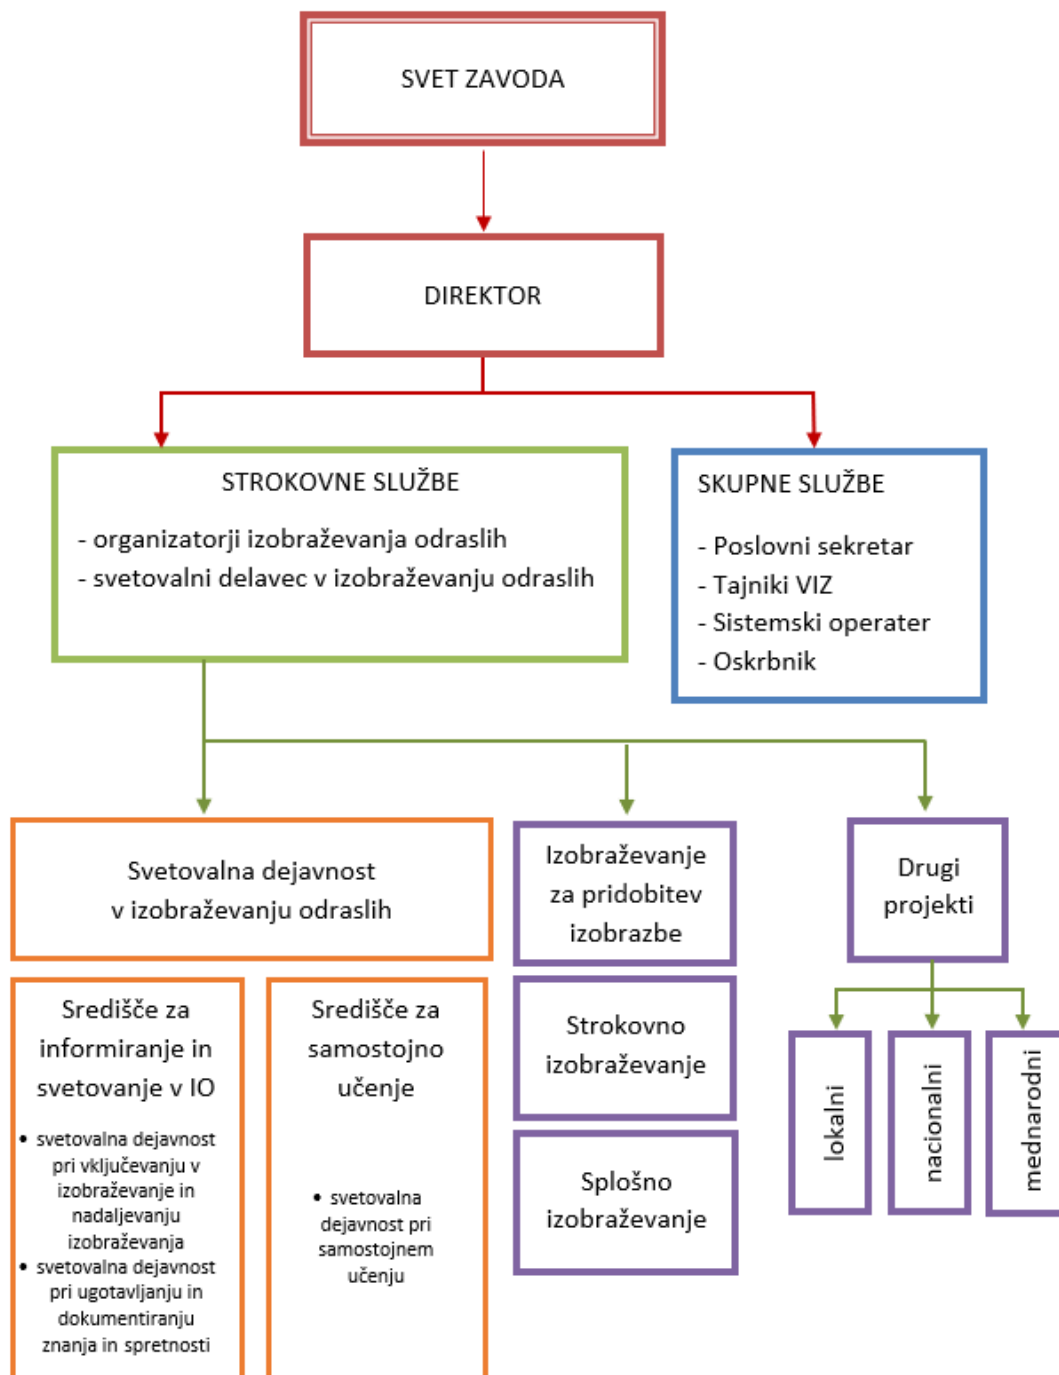 SVET ZAVODA
DIREKTOR
STROKOVNE SLUŽBE
- organizatorji izobraževanja odraslih
- svetovalni delavec v izobraževanju odraslih
SKUPNE SLUŽBE
- Poslovni sekretar
- Tajniki VIZ
- Sistemski operater
- Oskrbnik
Svetovalna dejavnost
v izobraževanju odraslih
Središče za
informiranje in
svetovanje v IO
• svetovalna dejavnost
pri vključevanju v
izobraževanje in
nadaljevanju
izobraževanja
• svetovalna dejavnost
pri ugotavljanju in
dokumentiranju
znanja in spretnosti
Središče za
samostojno
učenje
• svetovalna
dejavnost pri
samostojnem
učenju
Izobraževanje
za pridobitev
izobrazbe
Strokovno
izobraževanje
Splošno
izobraževanje
Drugi
projekti
lokalni
nacionalni
mednarodni